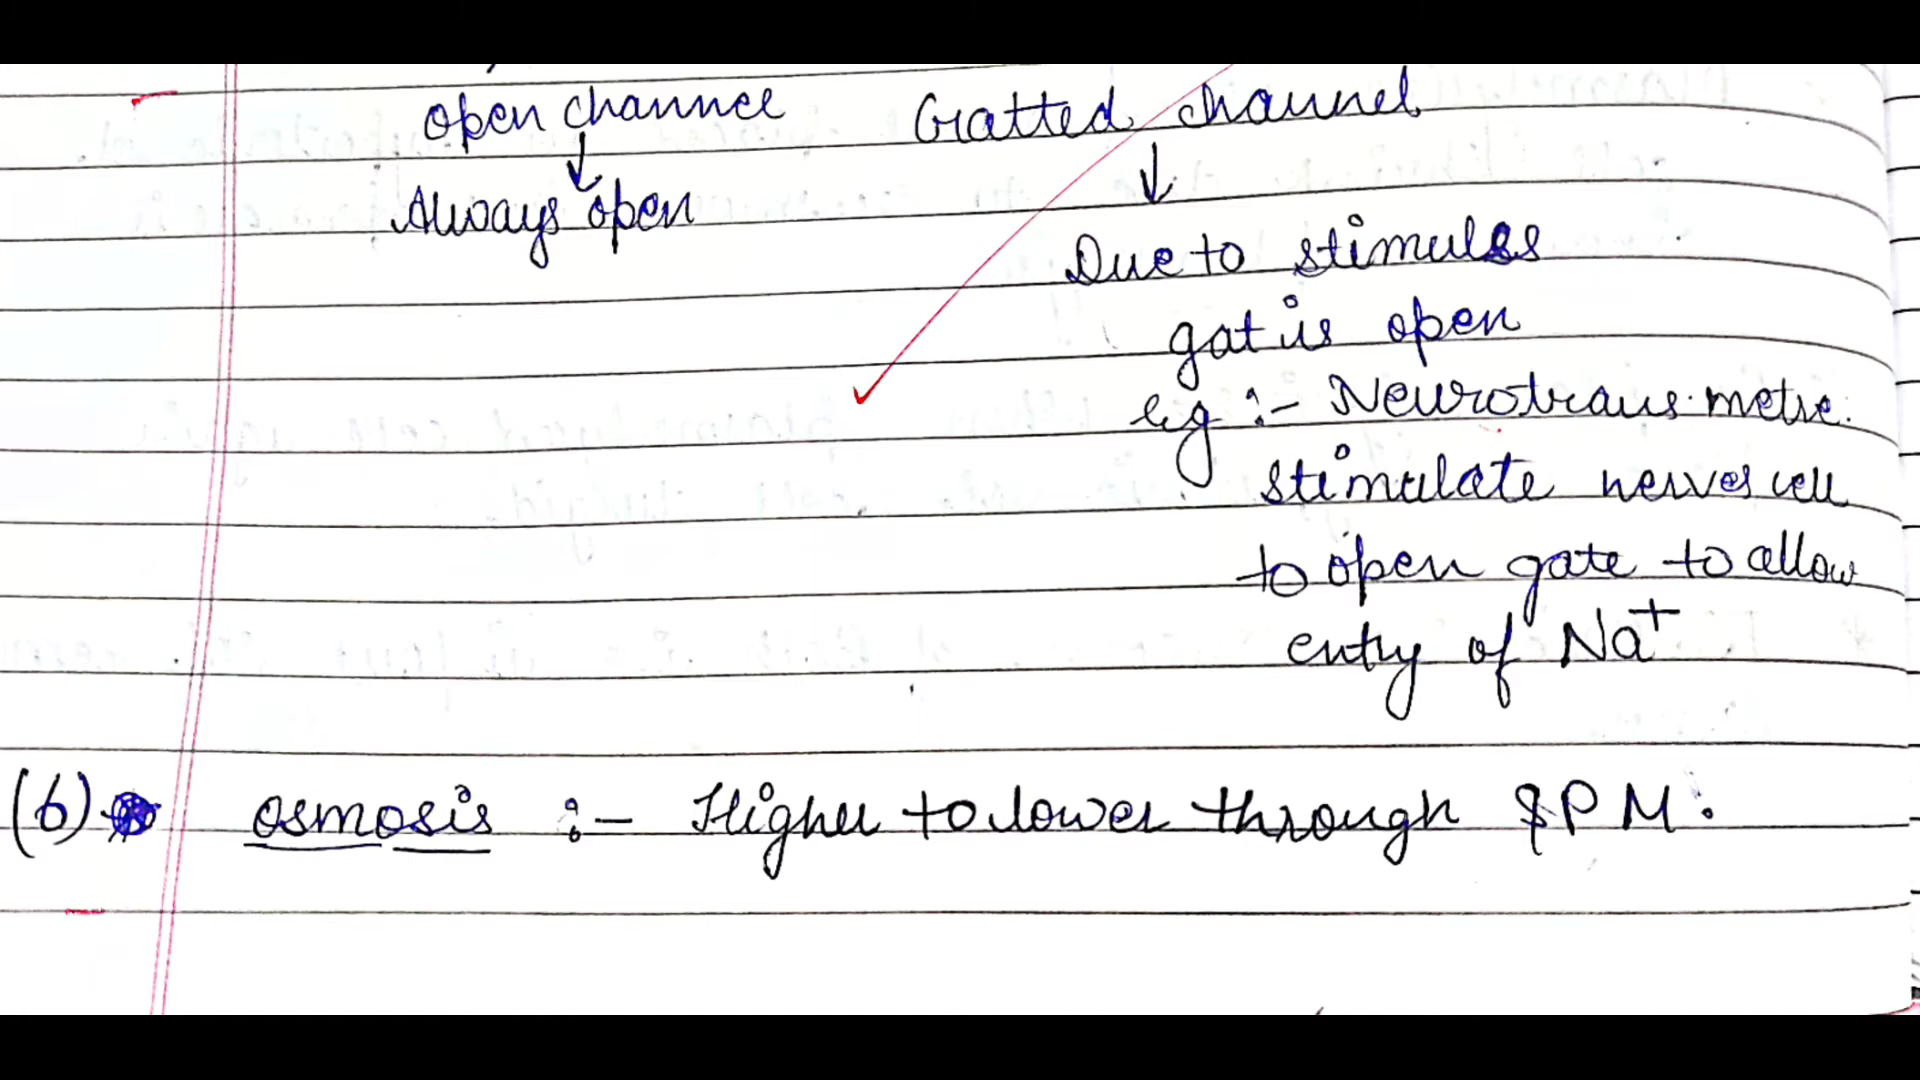 open channel Gatted channel
Always open
Due to stimulus
gat is open
eg :- Neurotransmetre.
stimulate nerves cell
to open gate to allow
entry of Na+
(6) osmosis :- Higher to lower through SPM.